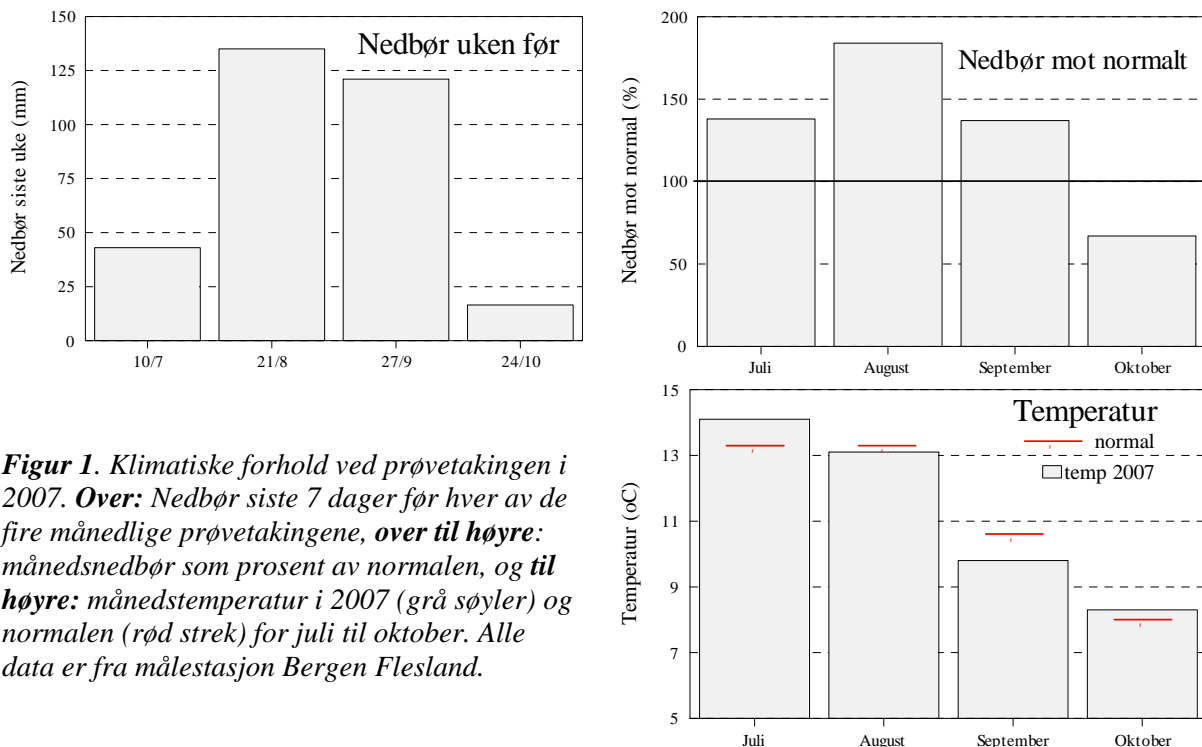 Nedbør uken før
Nedbør siste uke (mm)
150
125
100
75
50
25
0
10/7 21/8 27/9 24/10
Nedbør mot normalt
Nedbør mot normal (%)
200
150
100
50
0
Juli August September Oktober
Temperatur
normal
temp 2007
Temperatur (oC)
15
13
11
9
7
5
Juli August September Oktober
Figur 1. Klimatiske forhold ved prøvetakingen i
2007. Over: Nedbør siste 7 dager før hver av de
fire månedlige prøvetakingene, over til høyre:
månedsnedbør som prosent av normalen, og til
høyre: månedstemperatur i 2007 (grå søyler) og
normalen (rød strek) for juli til oktober. Alle
data er fra målestasjon Bergen Flesland.